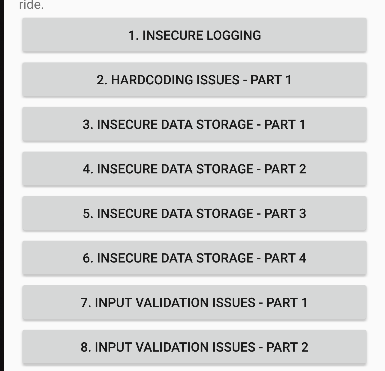 ride.
1. INSECURE LOGGING
2. HARDCODING ISSUES - PART 1
3. INSECURE DATA STORAGE - PART 1
4. INSECURE DATA STORAGE - PART 2
5. INSECURE DATA STORAGE - PART 3
6. INSECURE DATA STORAGE - PART 4
7. INPUT VALIDATION ISSUES - PART 1
8. INPUT VALIDATION ISSUES - PART 2